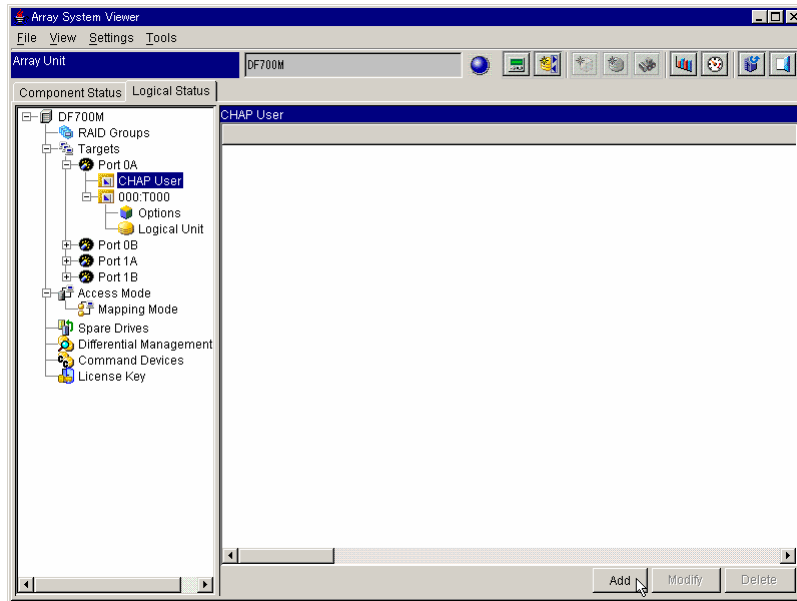 Array System Viewer
File View Settings Tools
Array Unit
DF700M
Component Status
Logical Status
CHAP User
DF700M
RAID Groups
Targets
Port 0A
CHAP User
000:T000
Options
Logical Unit
Port 0B
Port 1A
Port 1B
Access Mode
Mapping Mode
Spare Drives
Differential Management
Command Devices
License Key
Add
Modify
Delete